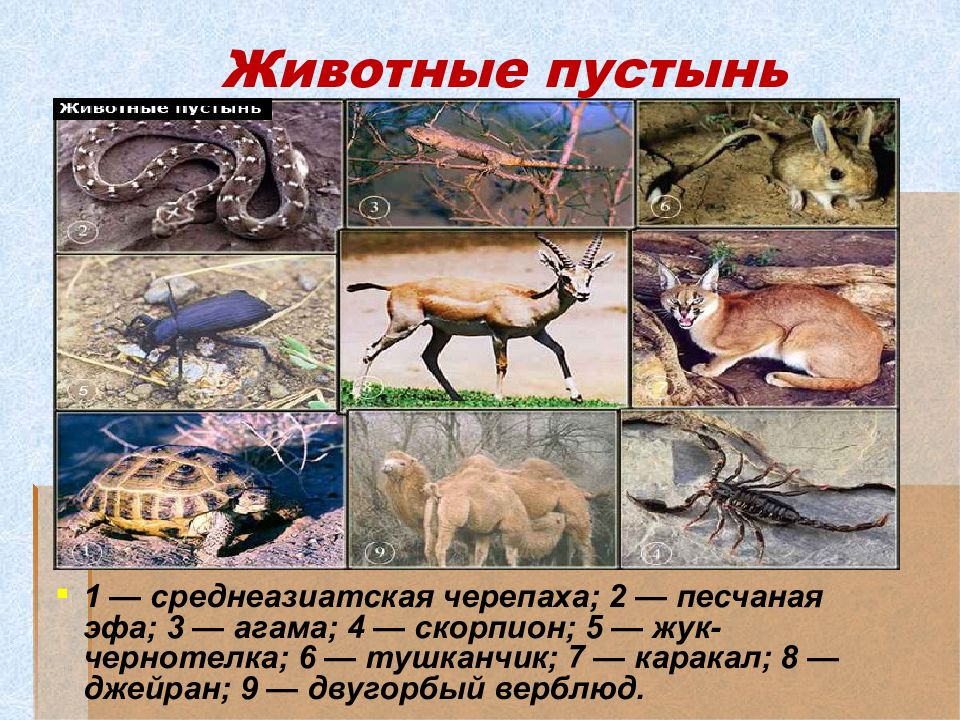 Животные пустынь
Животные пустынь
2
3
6
5
8
7
1
9
4
1 — среднеазиатская черепаха; 2 — песчаная
эфа; 3 — агама; 4 — скорпион; 5 — жук-
чернотелка; 6 — тушканчик; 7 — каракал; 8 —
джейран; 9 — двугорбый верблюд.